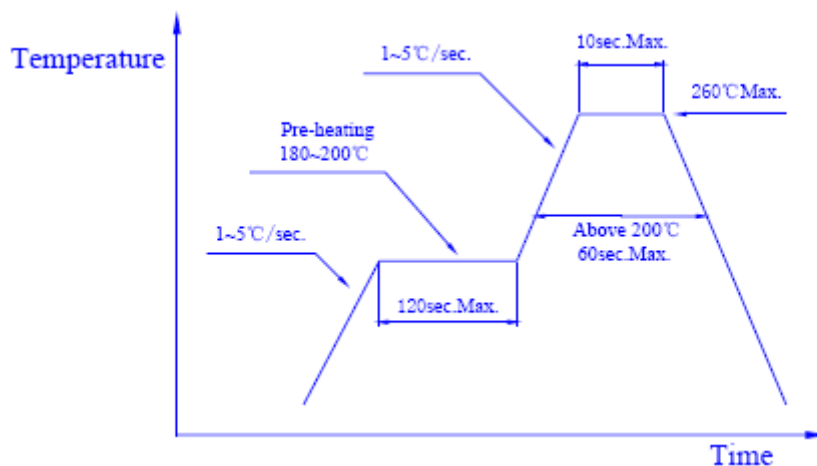 10sec.Max.
1~5℃/sec.
Temperature
260℃Max.
Pre-heating
180~200℃
1~5℃/sec.
Above 200℃
60sec.Max.
120sec.Max.
Time